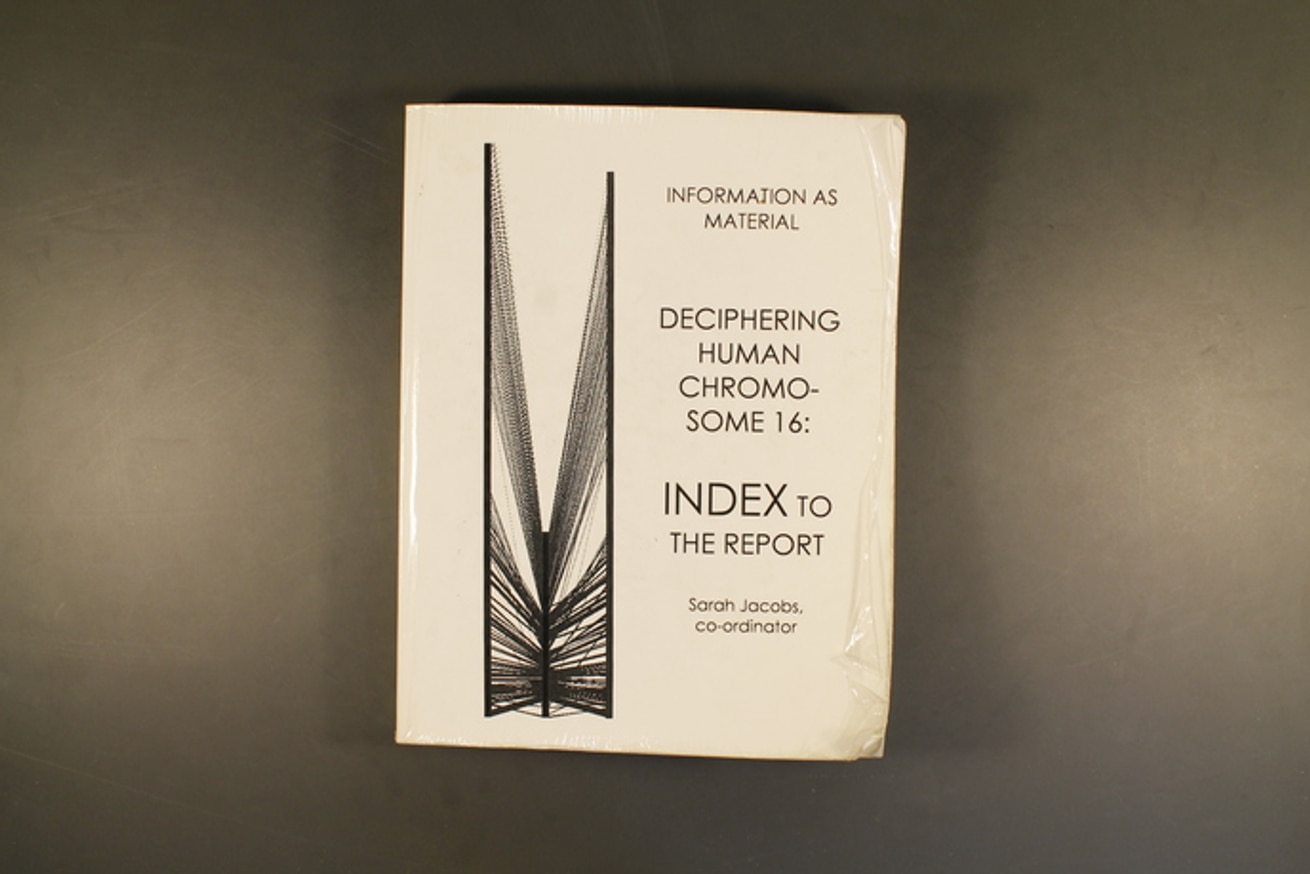 INFORMATION AS
MATERIAL
DECIPHERING
HUMAN
CHROMO-
SOME 16:
INDEX TO
THE REPORT
Sarah Jacobs,
co-ordinator